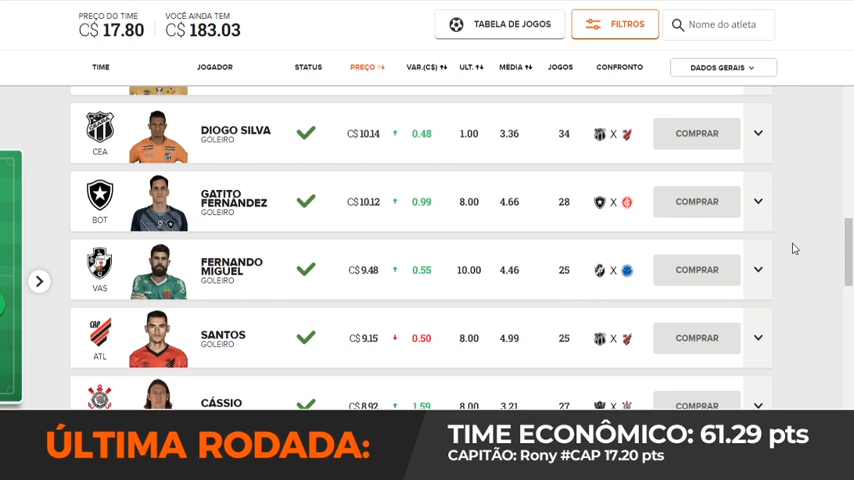 PREÇO DO TIME
C$ 17.80
VOCÊ AINDA TEM
C$ 183.03
TABELA DE JOGOS
FILTROS
Nome do atleta
TIME JOGADOR STATUS PREÇO VAR.(C$) ULT. MÉDIA JOGOS CONFRONTO DADOS GERAIS
CEA DIOGO SILVA GOLEIRO C$ 10.14 0.48 1.00 3.36 34 X COMPRAR
BOT GATITO FERNÁNDEZ GOLEIRO C$ 10.12 0.99 8.00 4.66 28 X COMPRAR
VAS FERNANDO MIGUEL GOLEIRO C$ 9.48 0.55 10.00 4.46 25 X COMPRAR
CAP
ATL SANTOS GOLEIRO C$ 9.15 0.50 8.00 4.99 25 X COMPRAR
CÁSSIO C$ 8.92 1.59 8.00 3.21 27 X COMPRAR
ÚLTIMA RODADA:
TIME ECONÔMICO: 61.29 pts
CAPITÃO: Rony #CAP 17.20 pts